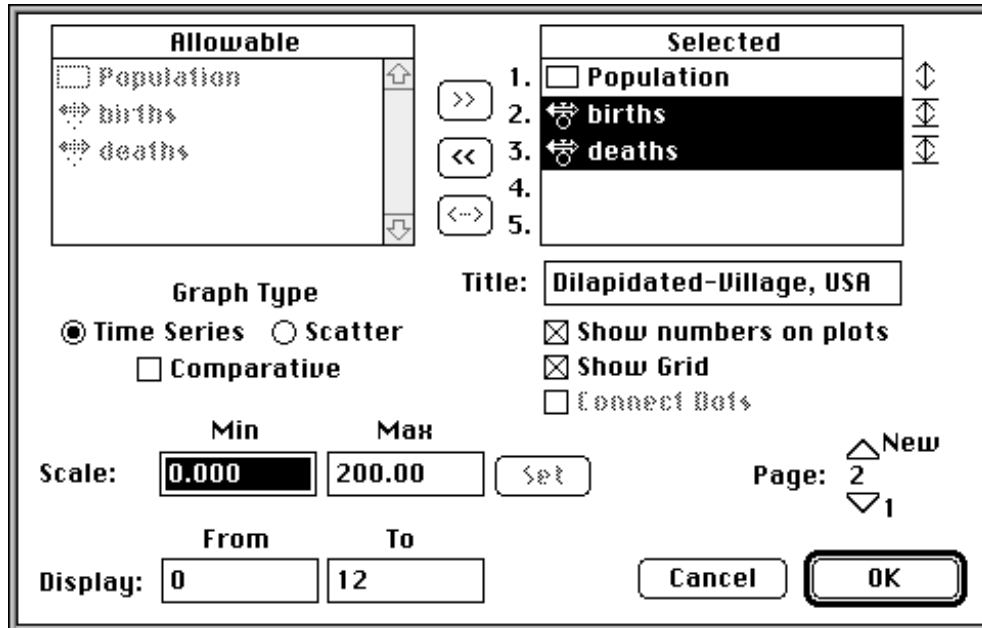 Allowable
Population
births
deaths
>>
<<
<--->
Selected
1. Population
2. births
3. deaths
4.
5.
Title: Dilapidated-Village, USA
Graph Type
Time Series Scatter
Comparative
Show numbers on plots
Show Grid
Connect Dots
Min Max
Scale: 0.000 200.00 Set
New
Page: 2
1
From To
Display: 0 12
Cancel OK